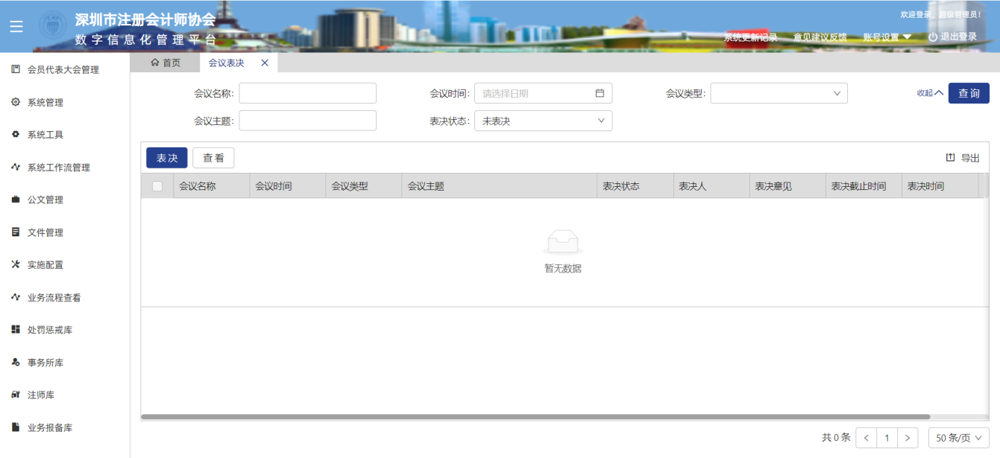 深圳市注册会计师协会
数字信息化管理平台
欢迎登录，超级管理员！
系统更新记录 意见建议反馈 账号设置 退出登录
会员代表大会管理
系统管理
系统工具
系统工作流管理
公文管理
文件管理
实施配置
业务流程查看
处罚惩戒库
事务所库
注师库
业务报备库
首页 会议表决
会议名称: 会议时间: 请选择日期 会议类型: 收起 查询
会议主题: 表决状态: 未表决
表决 查看 导出
会议名称 会议时间 会议类型 会议主题 表决状态 表决人 表决意见 表决截止时间 表决时间
暂无数据
共 0 条 < 1 > 50 条/页